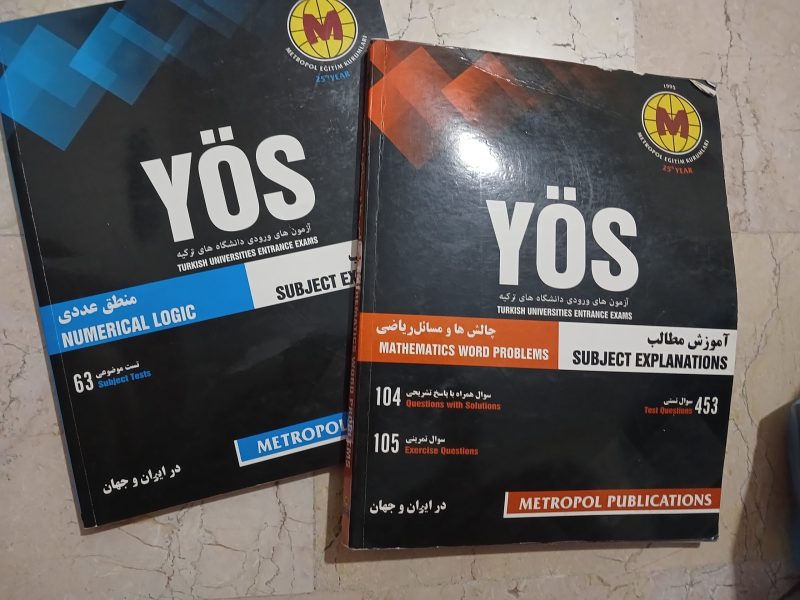 METROPOL EĞİTİM KURUMLARI
M
25th YEAR
YÖS
آزمون های ورودی دانشگاه های ترکیه
TURKISH UNIVERSITIES ENTRANCE EXAMS
منطق عددی
NUMERICAL LOGIC
SUBJECT EX
63
تست موضوعی
Subject Tests
METROPOL
در ایران و جهان
1995
M
METROPOL EĞİTİM KURUMLARI
25th YEAR
YÖS
آزمون های ورودی دانشگاه های ترکیه
TURKISH UNIVERSITIES ENTRANCE EXAMS
چالش ها و مسائل ریاضی
MATHEMATICS WORD PROBLEMS
آموزش مطالب
SUBJECT EXPLANATIONS
104
سوال همراه با پاسخ تشریحی
Questions with Solutions
453
سوال تستی
Test Questions
105
سوال تمرینی
Exercise Questions
در ایران و جهان
METROPOL PUBLICATIONS
MATHEMATICS WORD PROBLEMS